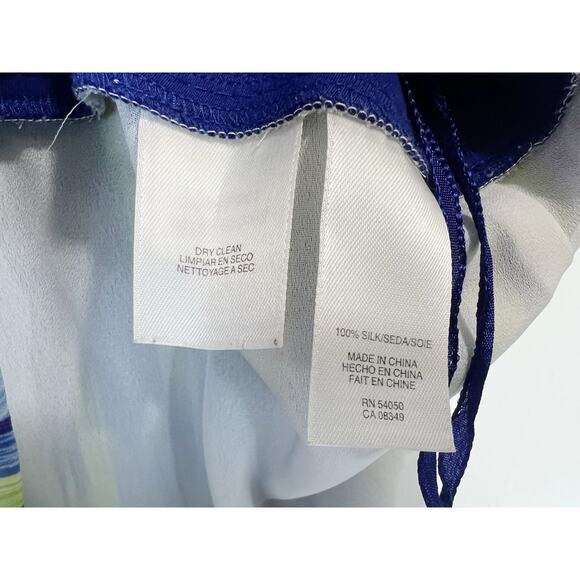 DRY CLEAN
LIMPIAR EN SECO
NETTOYAGE A SEC
100% SILK/SEDA/SOIE
MADE IN CHINA
HECHO EN CHINA
FAIT EN CHINE
RN 54050
CA 08349